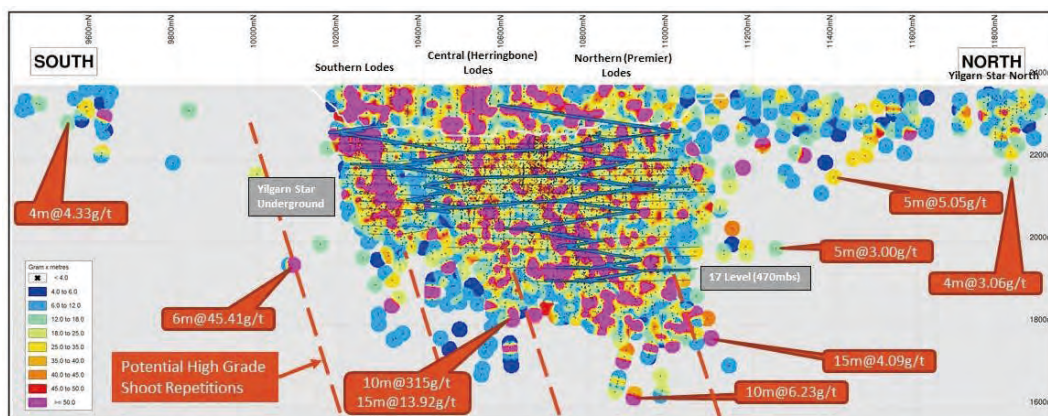 9600mN
9800mN
10000mN
10200mN
10400mN
10600mN
10800mN
11000mN
11200mN
11400mN
11600mN
11800mN
SOUTH
Southern Lodes
Central (Herringbone)
Lodes
Northern (Premier)
Lodes
NORTH
Yilgarn Star North
2400m
2200m
2000m
1800m
1600m
4m@4.33g/t
Yilgarn Star
Underground
5m@5.05g/t
5m@3.00g/t
17 Level (470mbs)
4m@3.06g/t
6m@45.41g/t
Gram x metres
< 4.0
4.0 to 6.0
6.0 to 12.0
12.0 to 18.0
18.0 to 25.0
25.0 to 35.0
35.0 to 40.0
40.0 to 45.0
45.0 to 50.0
>= 50.0
Potential High Grade
Shoot Repetitions
10m@315g/t
15m@13.92g/t
15m@4.09g/t
10m@6.23g/t